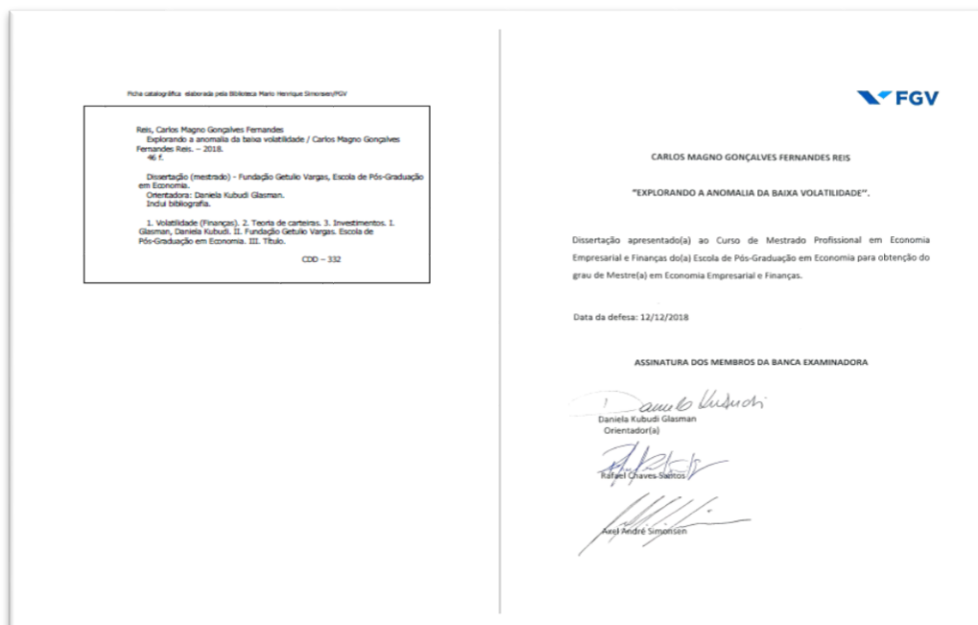 Ficha catalográfica elaborada pela Biblioteca Mario Henrique Simonsen/FGV
Reis, Carlos Magno Gonçalves Fernandes
Explorando a anomalia da baixa volatilidade / Carlos Magno Gonçalves
Fernandes Reis. – 2018.
46 f.
Dissertação (mestrado) - Fundação Getulio Vargas, Escola de Pós-Graduação
em Economia.
Orientadora: Daniela Kubudi Glasman.
Inclui bibliografia.
1. Volatilidade (Finanças). 2. Teoria de carteiras. 3. Investimentos. I.
Glasman, Daniela Kubudi. II. Fundação Getulio Vargas. Escola de
Pós-Graduação em Economia. III. Título.
CDD – 332
FGV
CARLOS MAGNO GONÇALVES FERNANDES REIS
"EXPLORANDO A ANOMALIA DA BAIXA VOLATILIDADE".
Dissertação apresentado(a) ao Curso de Mestrado Profissional em Economia
Empresarial e Finanças do(a) Escola de Pós-Graduação em Economia para obtenção do
grau de Mestre(a) em Economia Empresarial e Finanças.
Data da defesa: 12/12/2018
ASSINATURA DOS MEMBROS DA BANCA EXAMINADORA
Daniela Kubudi Glasman
Orientador(a)
Rafael Chaves Santos
Axel André Simonsen